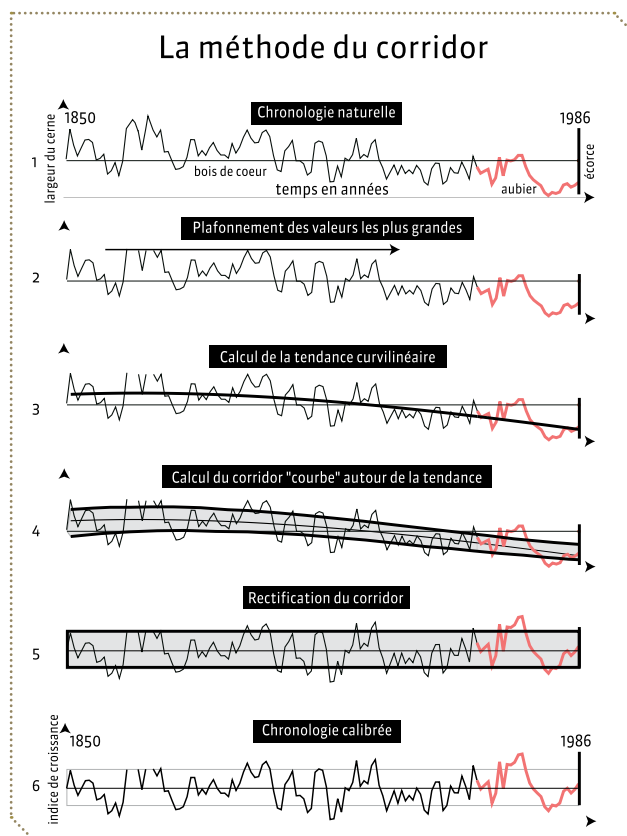 La méthode du corridor
Chronologie naturelle
1850
1986
largeur du cerne
1
bois de coeur
temps en années
aubier
écorce
Plafonnement des valeurs les plus grandes
2
Calcul de la tendance curvilinéaire
3
Calcul du corridor "courbe" autour de la tendance
4
Rectification du corridor
5
Chronologie calibrée
1850
1986
indice de croissance
6